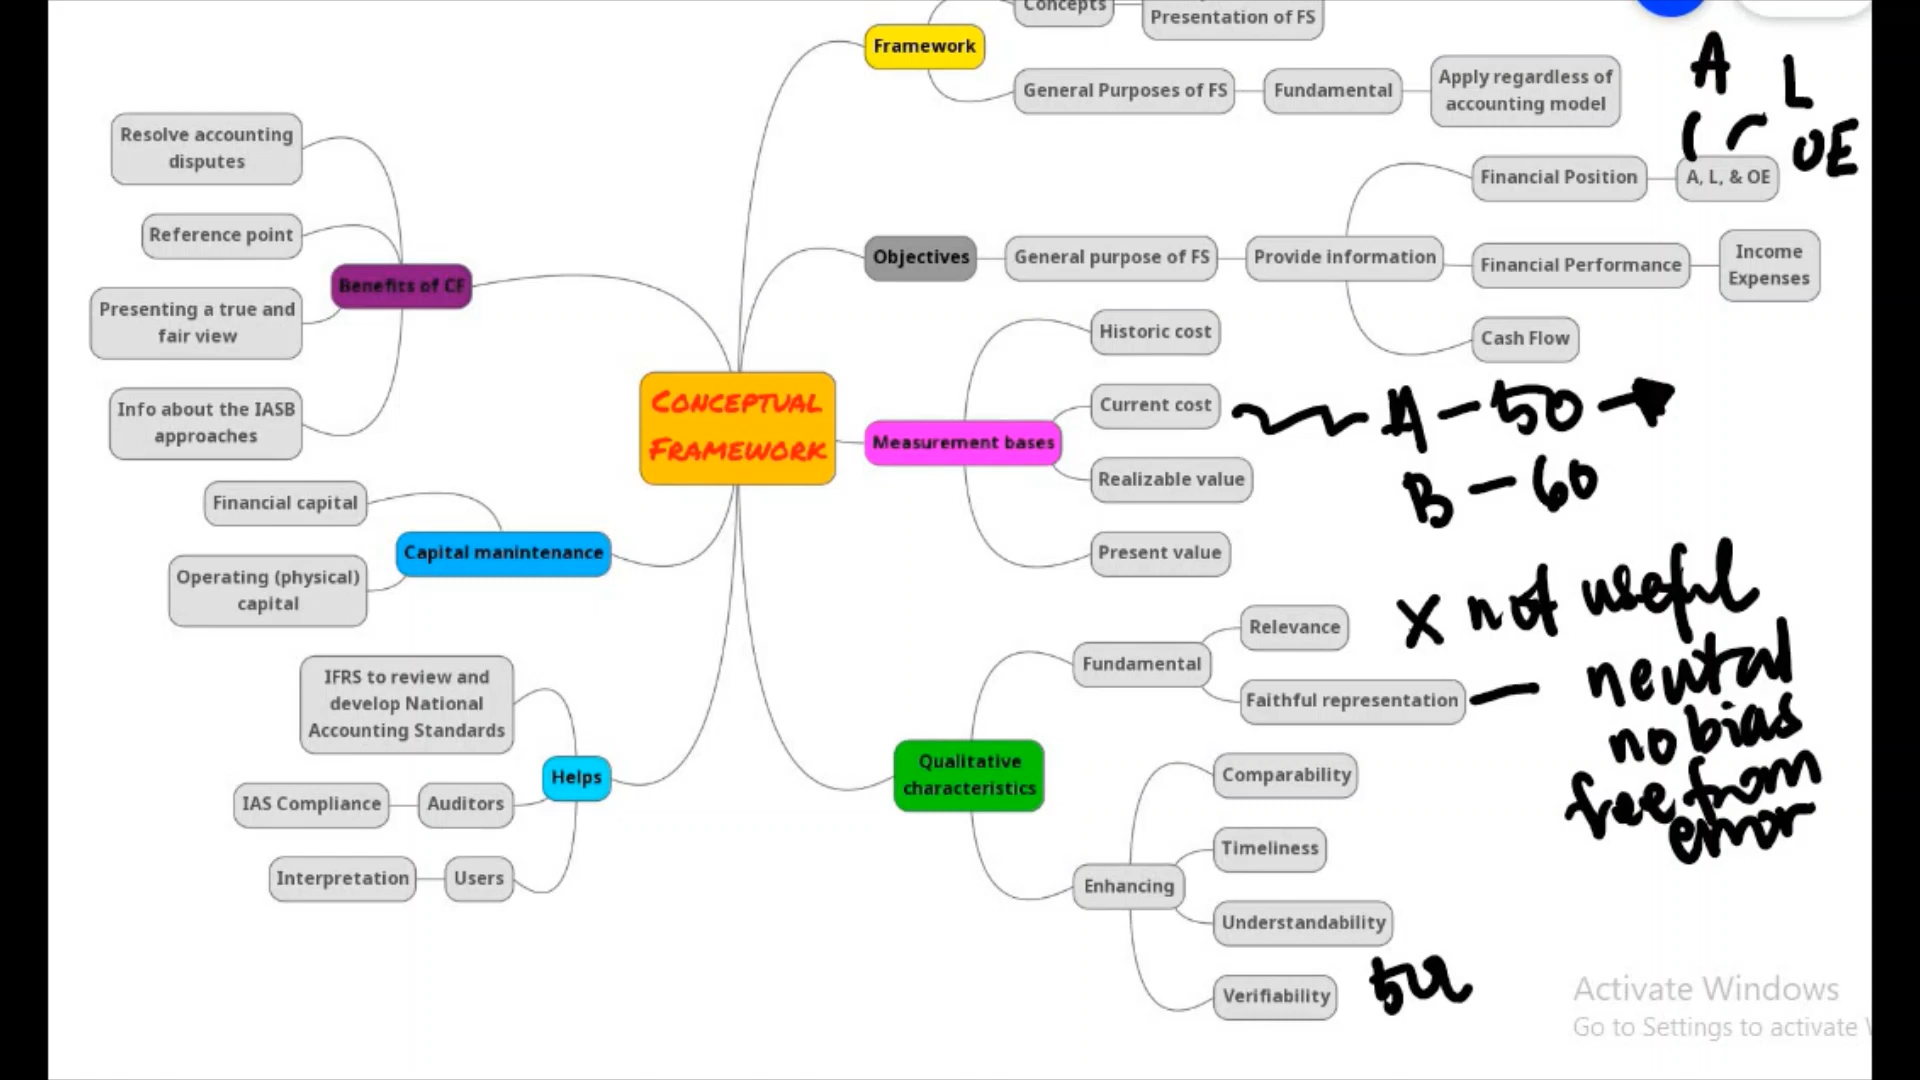 Concepts
Presentation of FS
Framework
General Purposes of FS
Fundamental
Apply regardless of
accounting model
A
L
OE
Financial Position
A, L, & OE
Objectives
General purpose of FS
Provide information
Financial Performance
Income
Expenses
Cash Flow
Resolve accounting
disputes
Reference point
Benefits of CF
Presenting a true and
fair view
Info about the IASB
approaches
CONCEPTUAL
FRAMEWORK
Measurement bases
Historic cost
Current cost
A - 50
B - 60
Realizable value
Present value
Financial capital
Capital manintenance
Operating (physical)
capital
IFRS to review and
develop National
Accounting Standards
Helps
IAS Compliance
Auditors
Interpretation
Users
Qualitative
characteristics
Fundamental
Relevance
X not useful
Faithful representation
neutal
no bias
free from
error
Enhancing
Comparability
Timeliness
Understandability
Verifiability
Activate Windows
Go to Settings to activate